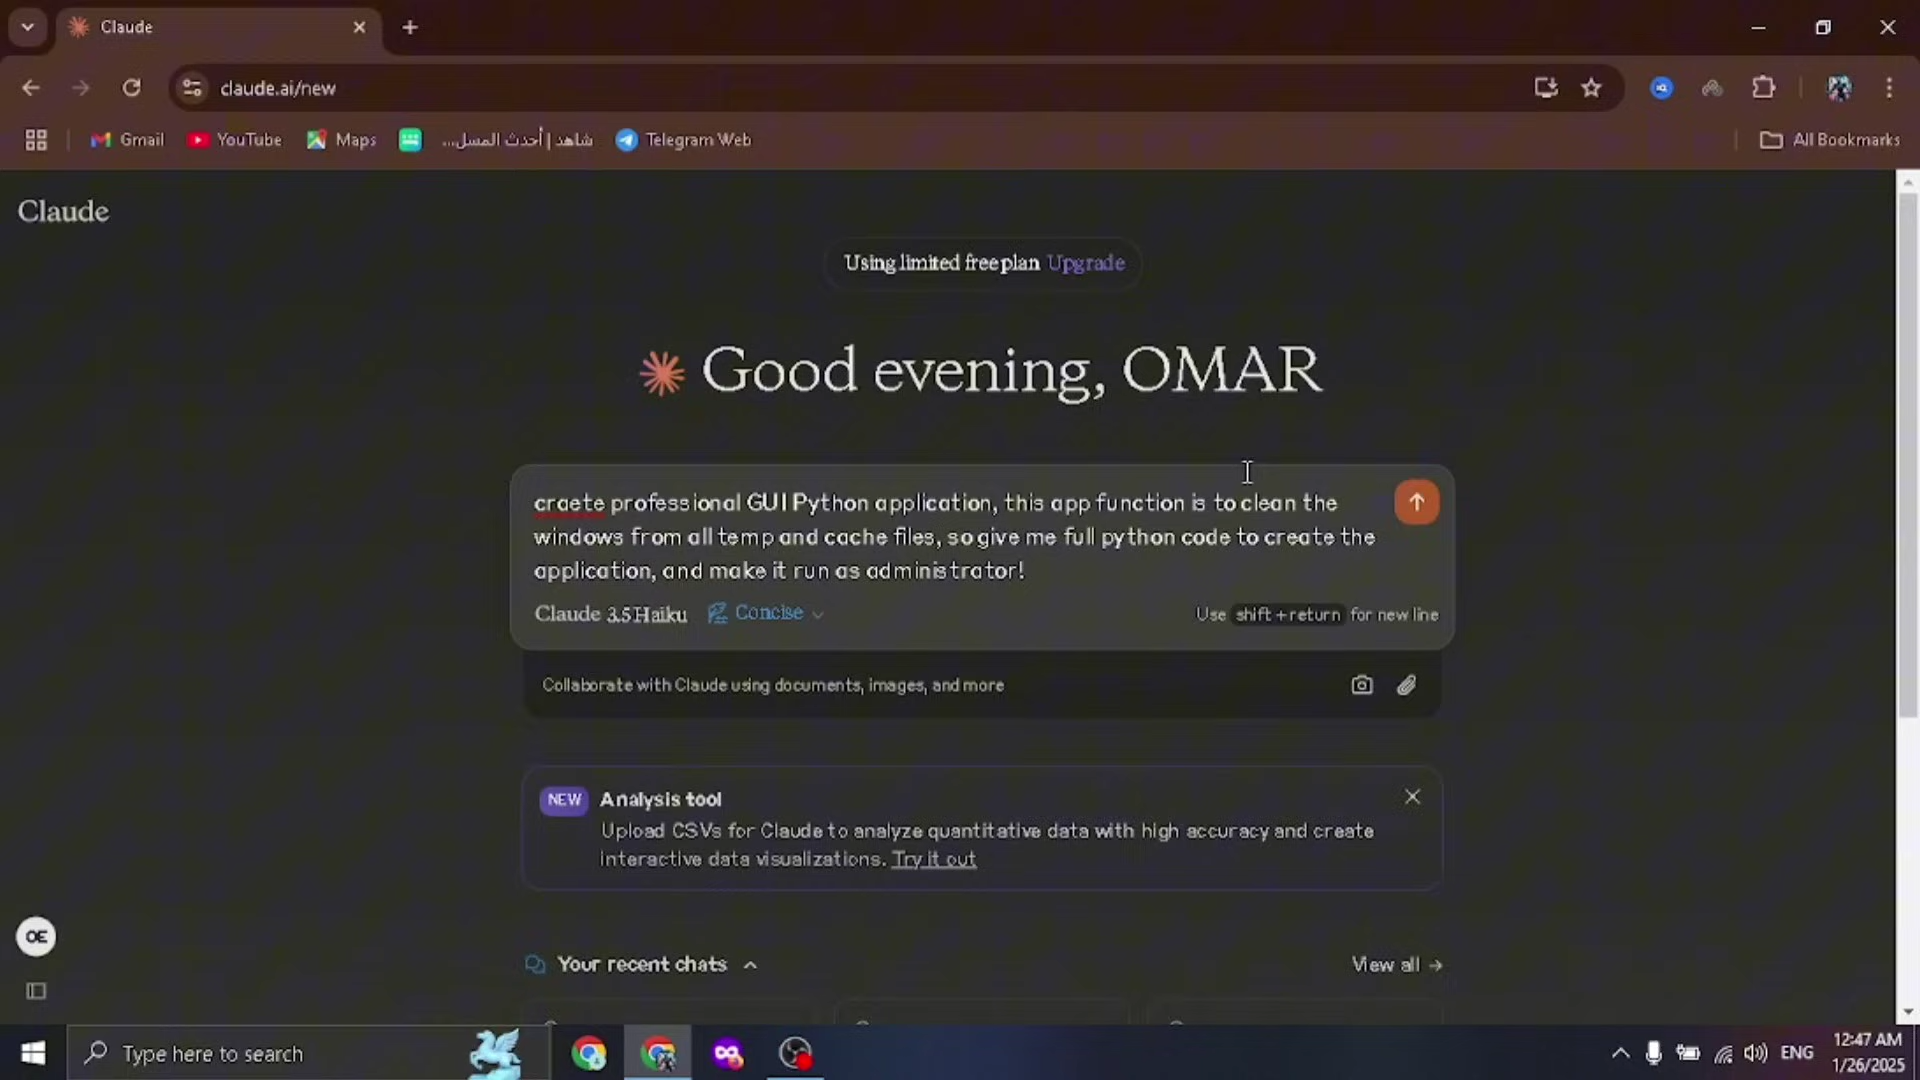 Claude
claude.ai/new
Gmail
YouTube
Maps
شاهد | أحدث المسل...
Telegram Web
All Bookmarks
Claude
Using limited free plan Upgrade
Good evening, OMAR
craete professional GUI Python application, this app function is to clean the
windows from all temp and cache files, so give me full python code to create the
application, and make it run as administrator!
Claude 3.5 Haiku
Concise
Use shift + return for new line
Collaborate with Claude using documents, images, and more
NEW Analysis tool
Upload CSVs for Claude to analyze quantitative data with high accuracy and create
interactive data visualizations. Try it out
OE
Your recent chats
View all →
Type here to search
ENG
12:47 AM
1/26/2025